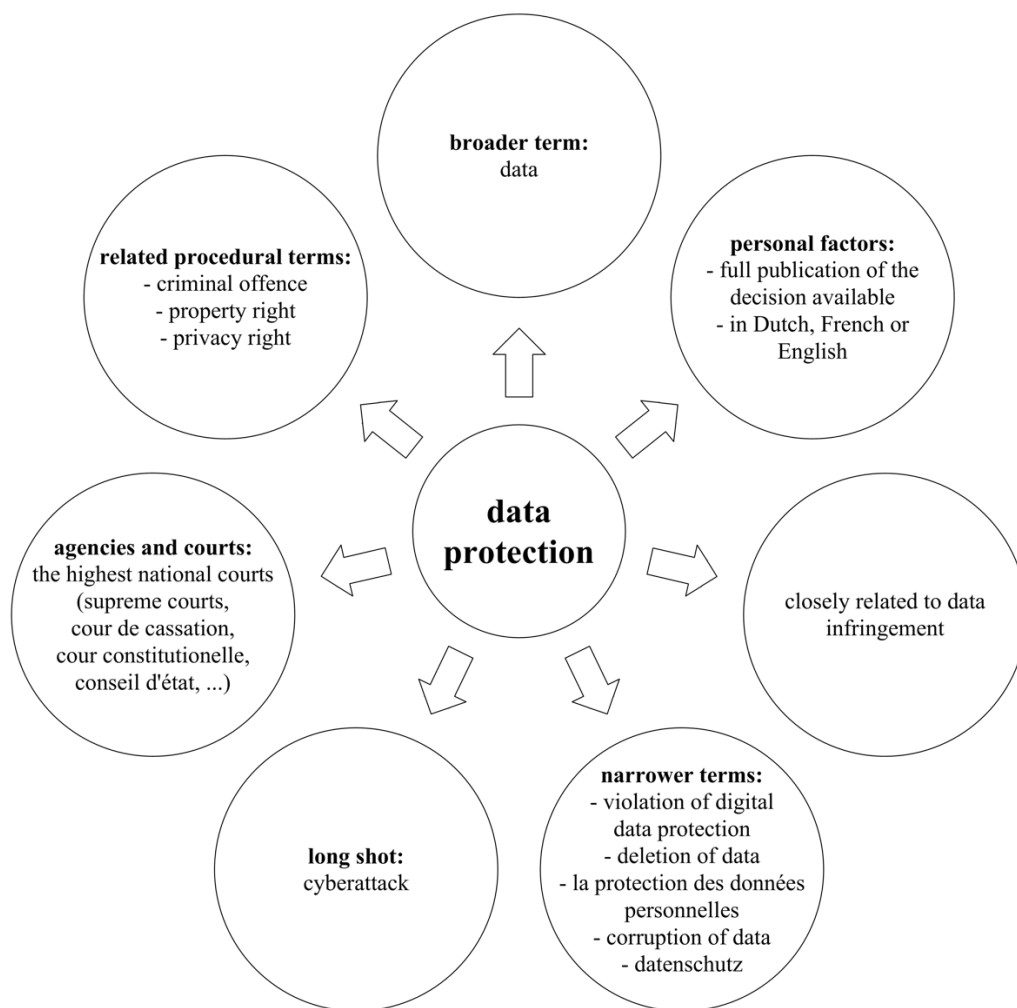 broader term:
data
personal factors:
- full publication of the
decision available
- in Dutch, French or
English
related procedural terms:
- criminal offence
- property right
- privacy right
data
protection
agencies and courts:
the highest national courts
(supreme courts,
cour de cassation,
cour constitutionelle,
conseil d'état, ...)
closely related to data
infringement
long shot:
cyberattack
narrower terms:
- violation of digital
data protection
- deletion of data
- la protection des données
personnelles
- corruption of data
- datenschutz